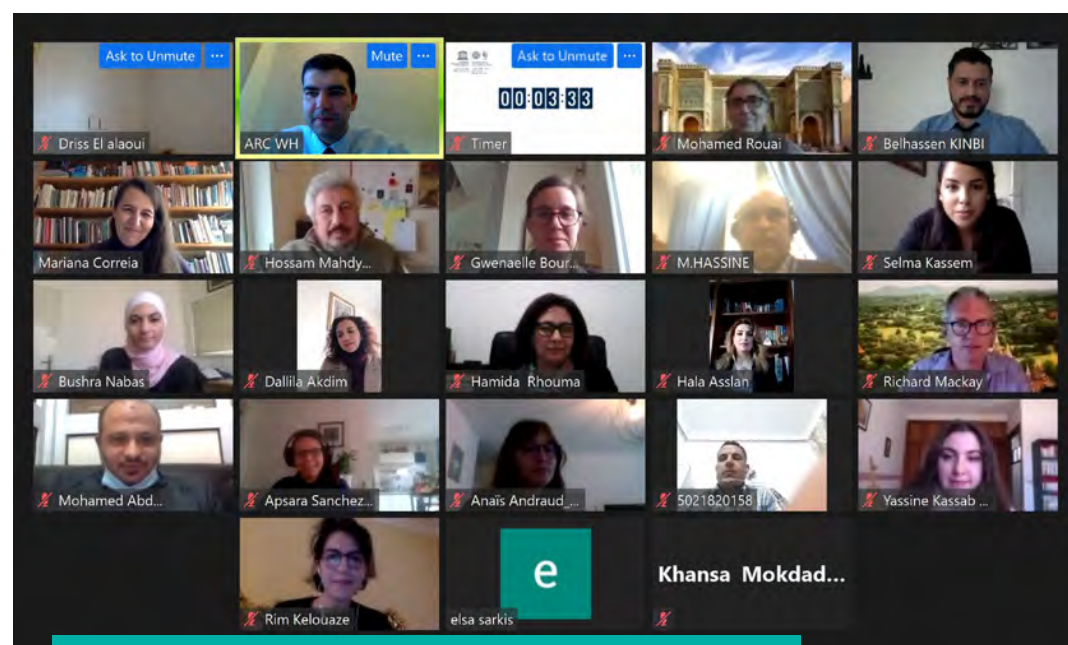 Ask to Unmute ...
Driss El alaoui
Mute ...
ARC WH
Ask to Unmute ...
00:03:33
Timer
Mohamed Rouai
Belhassen KINBI
Mariana Correia
Hossam Mahdy...
Gwenaelle Bour...
M.HASSINE
Selma Kassem
Bushra Nabas
Dallila Akdim
Hamida Rhouma
Hala Asslan
Richard Mackay
Mohamed Abd...
Apsara Sanchez...
Anaïs Andraud_...
5021820158
Yassine Kassab ...
Rim Kelouaze
e
elsa sarkis
Khansa Mokdad...